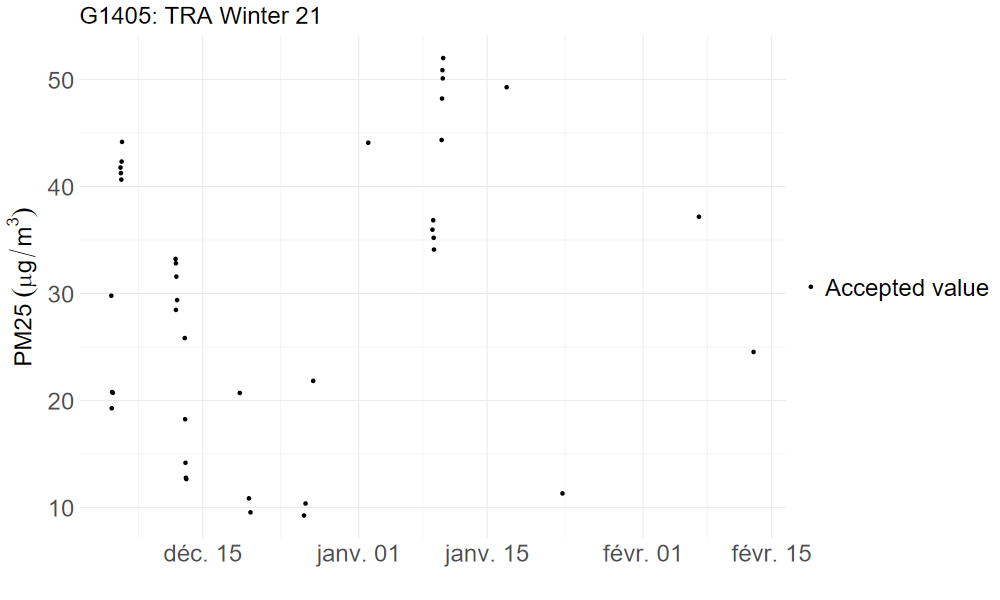 G1405: TRA Winter 21
50
40
30
20
10
PM25 (μg/m³)
déc. 15
janv. 01
janv. 15
févr. 01
févr. 15
Accepted value